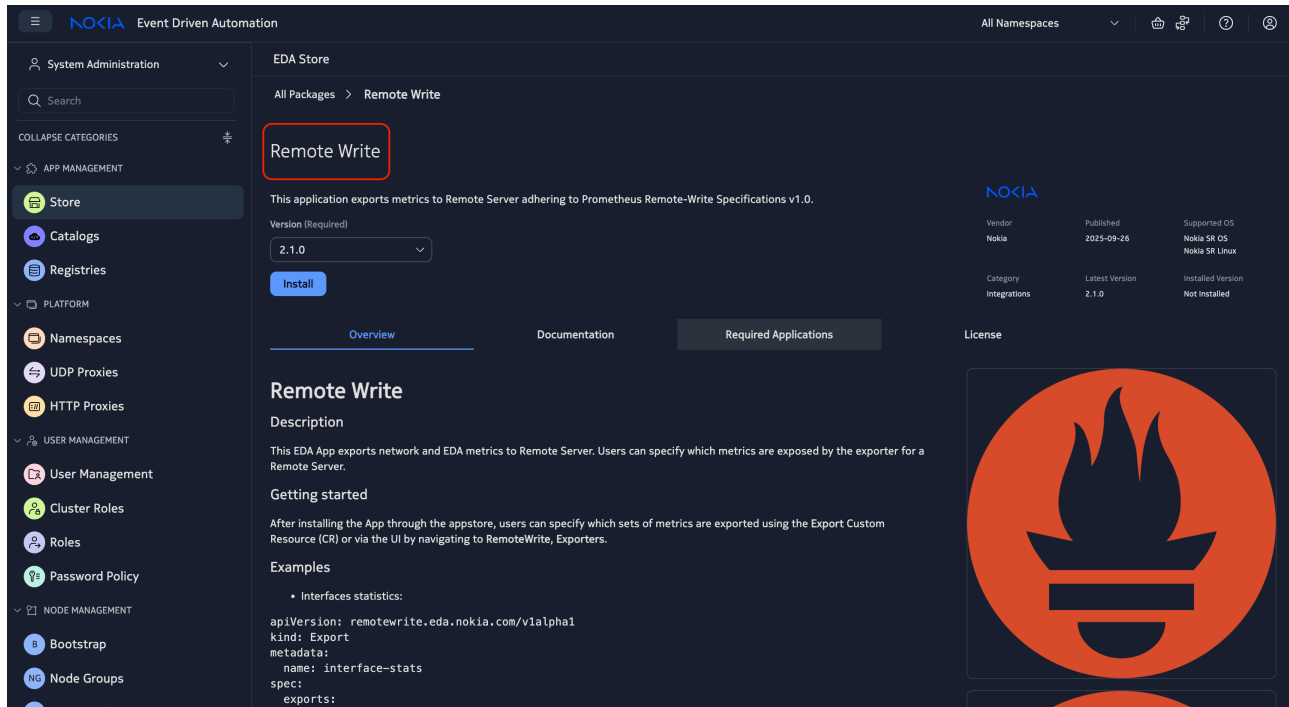 NOKIA Event Driven Automation
All Namespaces
System Administration
Search
COLLAPSE CATEGORIES
APP MANAGEMENT
Store
Catalogs
Registries
PLATFORM
Namespaces
UDP Proxies
HTTP Proxies
USER MANAGEMENT
User Management
Cluster Roles
Roles
Password Policy
NODE MANAGEMENT
B Bootstrap
NG Node Groups
EDA Store
All Packages > Remote Write
Remote Write
This application exports metrics to Remote Server adhering to Prometheus Remote-Write Specifications v1.0.
Version (Required)
2.1.0
Install
NOKIA
Vendor Published Supported OS
Nokia 2025-09-26 Nokia SR OS
Nokia SR Linux
Category Latest Version Installed Version
Integrations 2.1.0 Not Installed
Overview Documentation Required Applications License
Remote Write
Description
This EDA App exports network and EDA metrics to Remote Server. Users can specify which metrics are exposed by the exporter for a
Remote Server.
Getting started
After installing the App through the appstore, users can specify which sets of metrics are exported using the Export Custom
Resource (CR) or via the UI by navigating to RemoteWrite, Exporters.
Examples
• Interfaces statistics:
apiVersion: remotewrite.eda.nokia.com/v1alpha1
kind: Export
metadata:
  name: interface-stats
spec:
  exports: